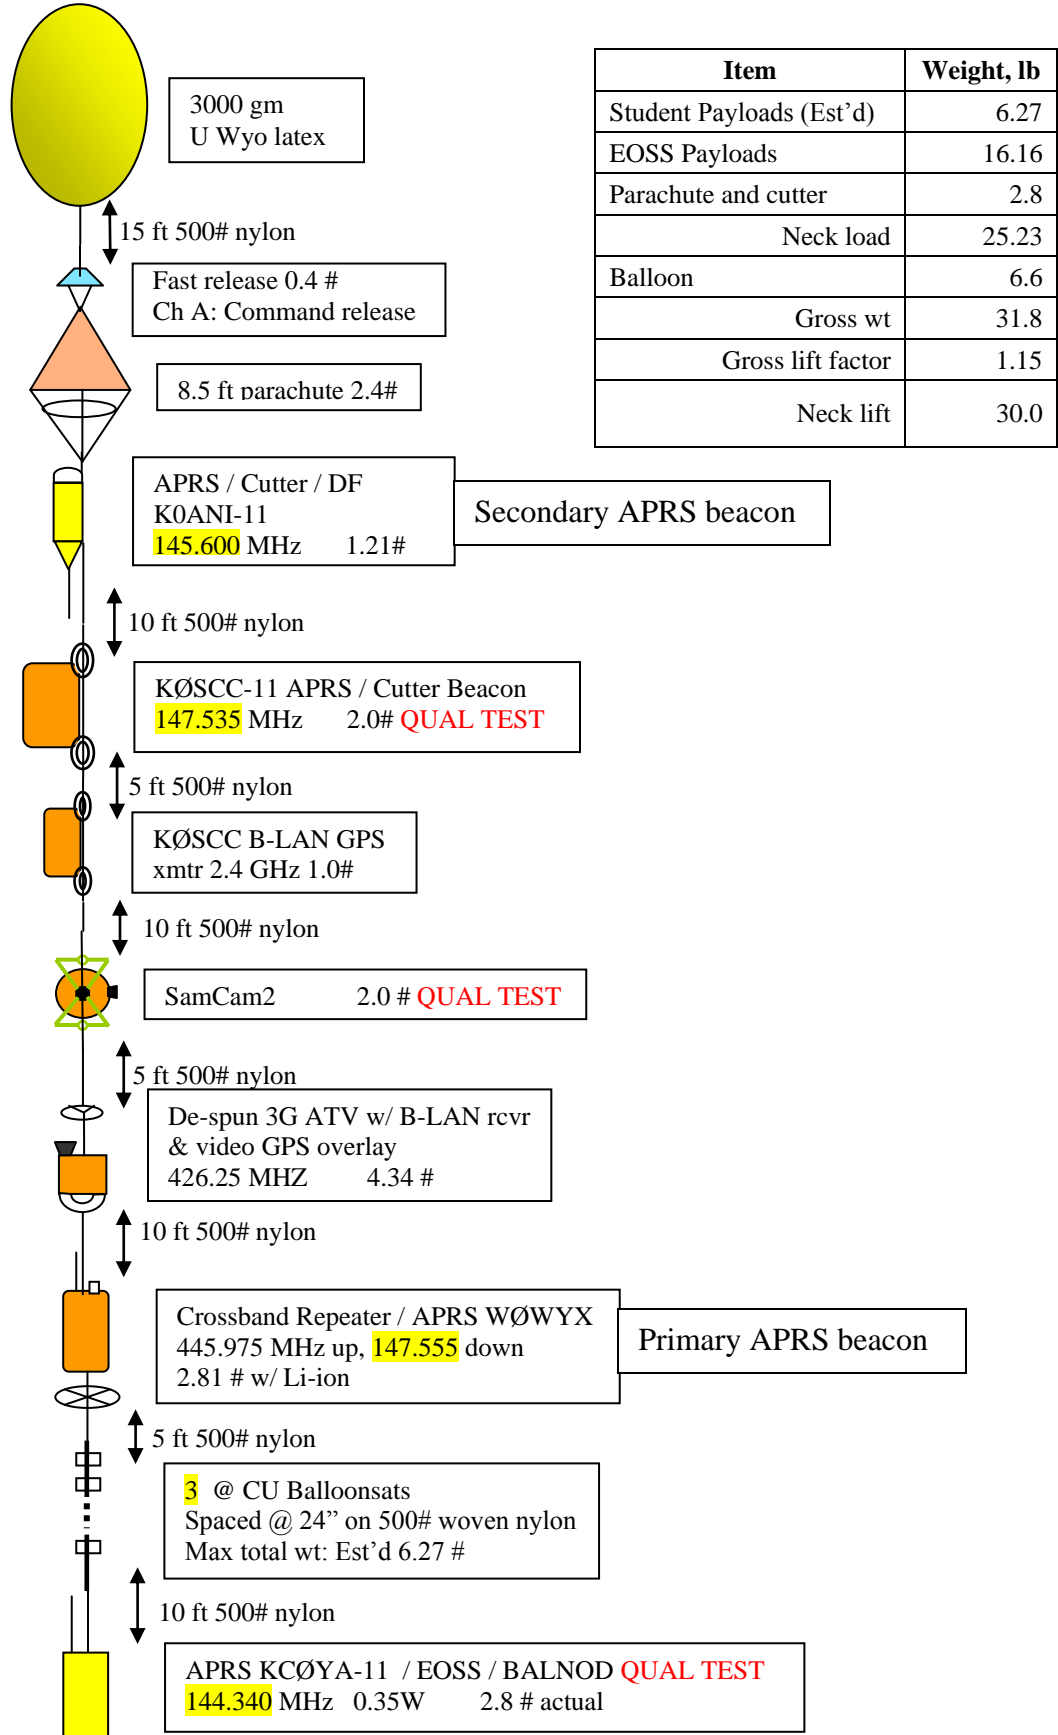 3000 gm
U Wyo latex
Item Weight, lb
Student Payloads (Est’d) 6.27
EOSS Payloads 16.16
Parachute and cutter 2.8
Neck load 25.23
Balloon 6.6
Gross wt 31.8
Gross lift factor 1.15
Neck lift 30.0
15 ft 500# nylon
Fast release 0.4 #
Ch A: Command release
8.5 ft parachute 2.4#
APRS / Cutter / DF
K0ANI-11
145.600 MHz 1.21#
Secondary APRS beacon
10 ft 500# nylon
KØSCC-11 APRS / Cutter Beacon
147.535 MHz 2.0# QUAL TEST
5 ft 500# nylon
KØSCC B-LAN GPS
xmtr 2.4 GHz 1.0#
10 ft 500# nylon
SamCam2 2.0 # QUAL TEST
5 ft 500# nylon
De-spun 3G ATV w/ B-LAN rcvr
& video GPS overlay
426.25 MHZ 4.34 #
10 ft 500# nylon
Crossband Repeater / APRS WØWYX
445.975 MHz up, 147.555 down
2.81 # w/ Li-ion
Primary APRS beacon
5 ft 500# nylon
3 @ CU Balloonsats
Spaced @ 24” on 500# woven nylon
Max total wt: Est’d 6.27 #
10 ft 500# nylon
APRS KCØYA-11 / EOSS / BALNOD QUAL TEST
144.340 MHz 0.35W 2.8 # actual